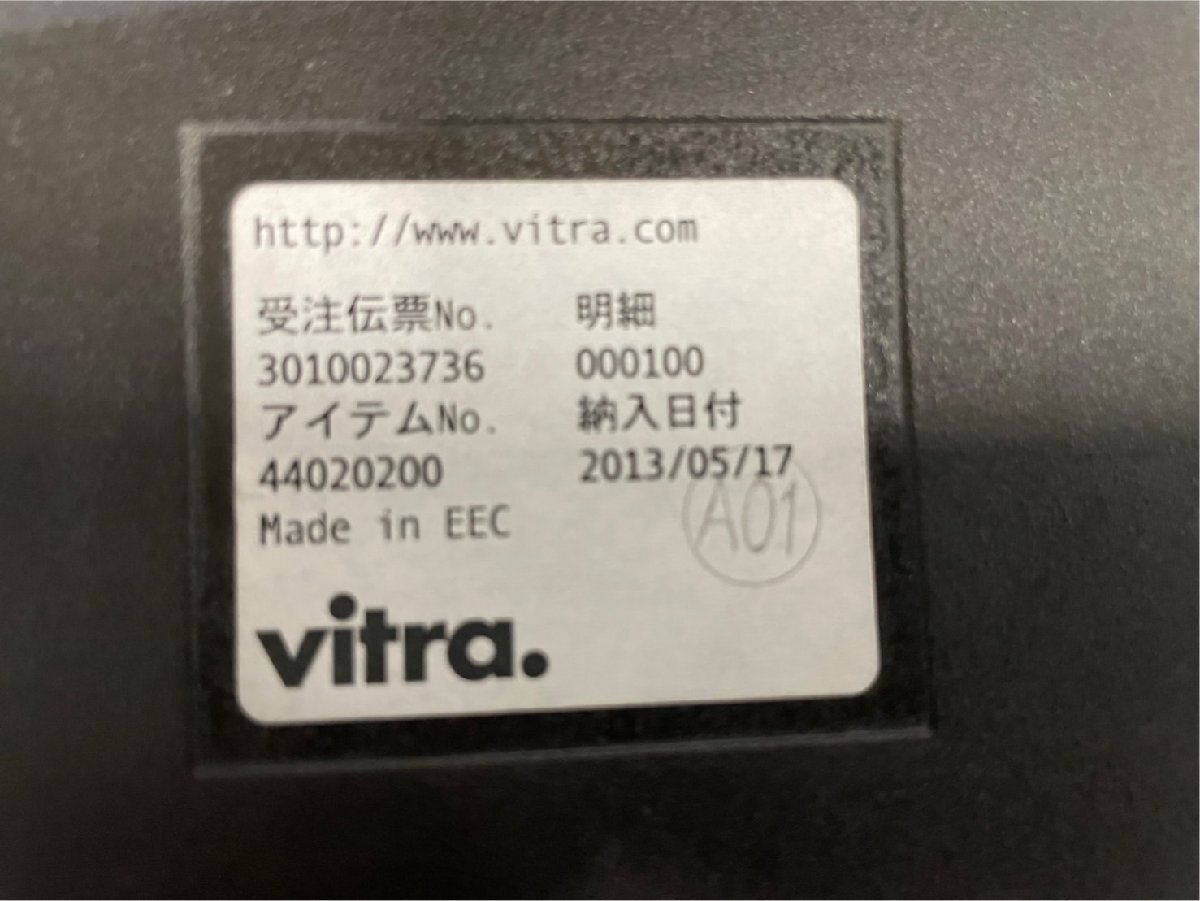 http://www.vitra.com
受注伝票No. 明細
3010023736 000100
アイテムNo. 納入日付
44020200 2013/05/17
Made in EEC
A01
vitra.